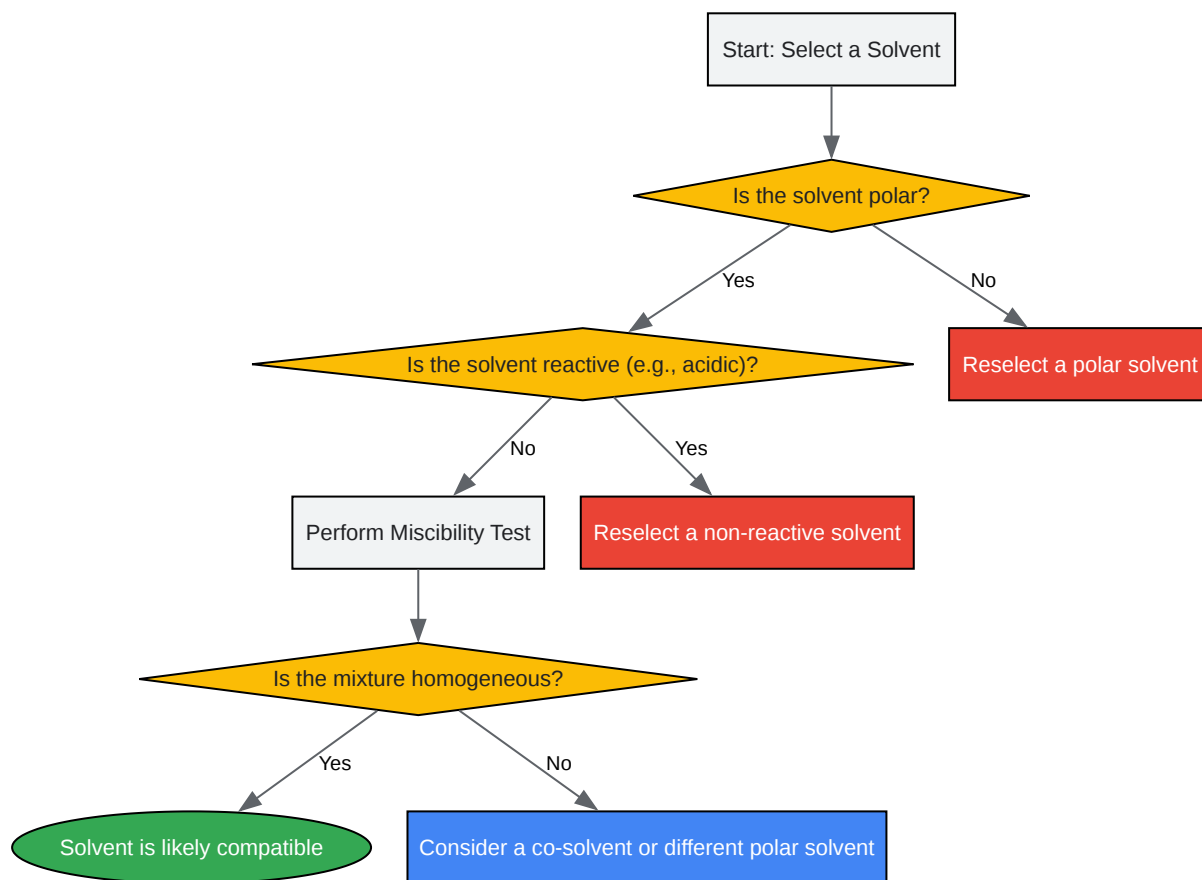 Start: Select a Solvent
Is the solvent polar?
Yes
No
Is the solvent reactive (e.g., acidic)?
Reselect a polar solvent
No
Yes
Perform Miscibility Test
Reselect a non-reactive solvent
Is the mixture homogeneous?
Yes
No
Solvent is likely compatible
Consider a co-solvent or different polar solvent